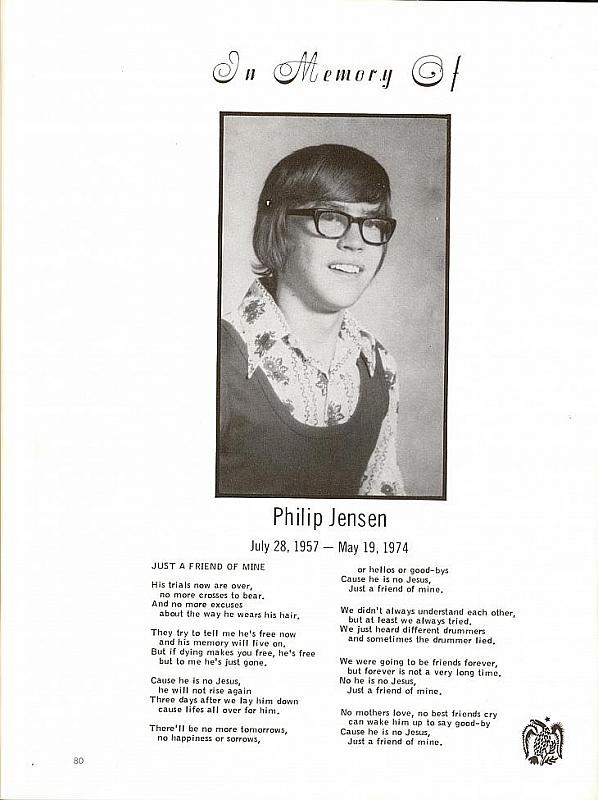 In Memory Of
Philip Jensen
July 28, 1957 — May 19, 1974
JUST A FRIEND OF MINE
His trials now are over,
no more crosses to bear.
And no more excuses
about the way he wears his hair.
They try to tell me he's free now
and his memory will live on.
But if dying makes you free, he's free
but to me he's just gone.
Cause he is no Jesus,
he will not rise again
Three days after we lay him down
cause lifes all over for him.
There'll be no more tomorrows,
no happiness or sorrows,
or hellos or good-bys
Cause he is no Jesus,
Just a friend of mine.
We didn't always understand each other,
but at least we always tried.
We just heard different drummers
and sometimes the drummer lied.
We were going to be friends forever,
but forever is not a very long time.
No he is no Jesus,
Just a friend of mine.
No mothers love, no best friends cry
can wake him up to say good-by
Cause he is no Jesus,
Just a friend of mine.
80